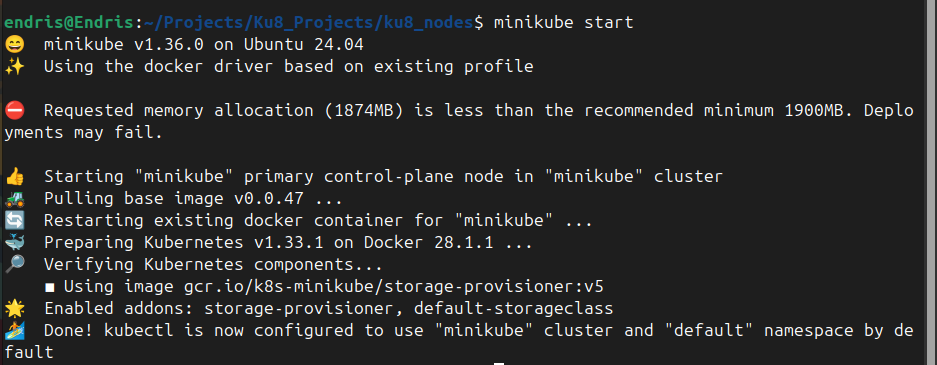 endris@Endris:~/Projects/Ku8_Projects/ku8_nodes$ minikube start
😄  minikube v1.36.0 on Ubuntu 24.04
✨  Using the docker driver based on existing profile
⛔  Requested memory allocation (1874MB) is less than the recommended minimum 1900MB. Deplo
yments may fail.
👍  Starting "minikube" primary control-plane node in "minikube" cluster
🚜  Pulling base image v0.0.47 ...
🔄  Restarting existing docker container for "minikube" ...
🐳  Preparing Kubernetes v1.33.1 on Docker 28.1.1 ...
🔎  Verifying Kubernetes components...
    ▪ Using image gcr.io/k8s-minikube/storage-provisioner:v5
🌟  Enabled addons: storage-provisioner, default-storageclass
🏄  Done! kubectl is now configured to use "minikube" cluster and "default" namespace by de
fault